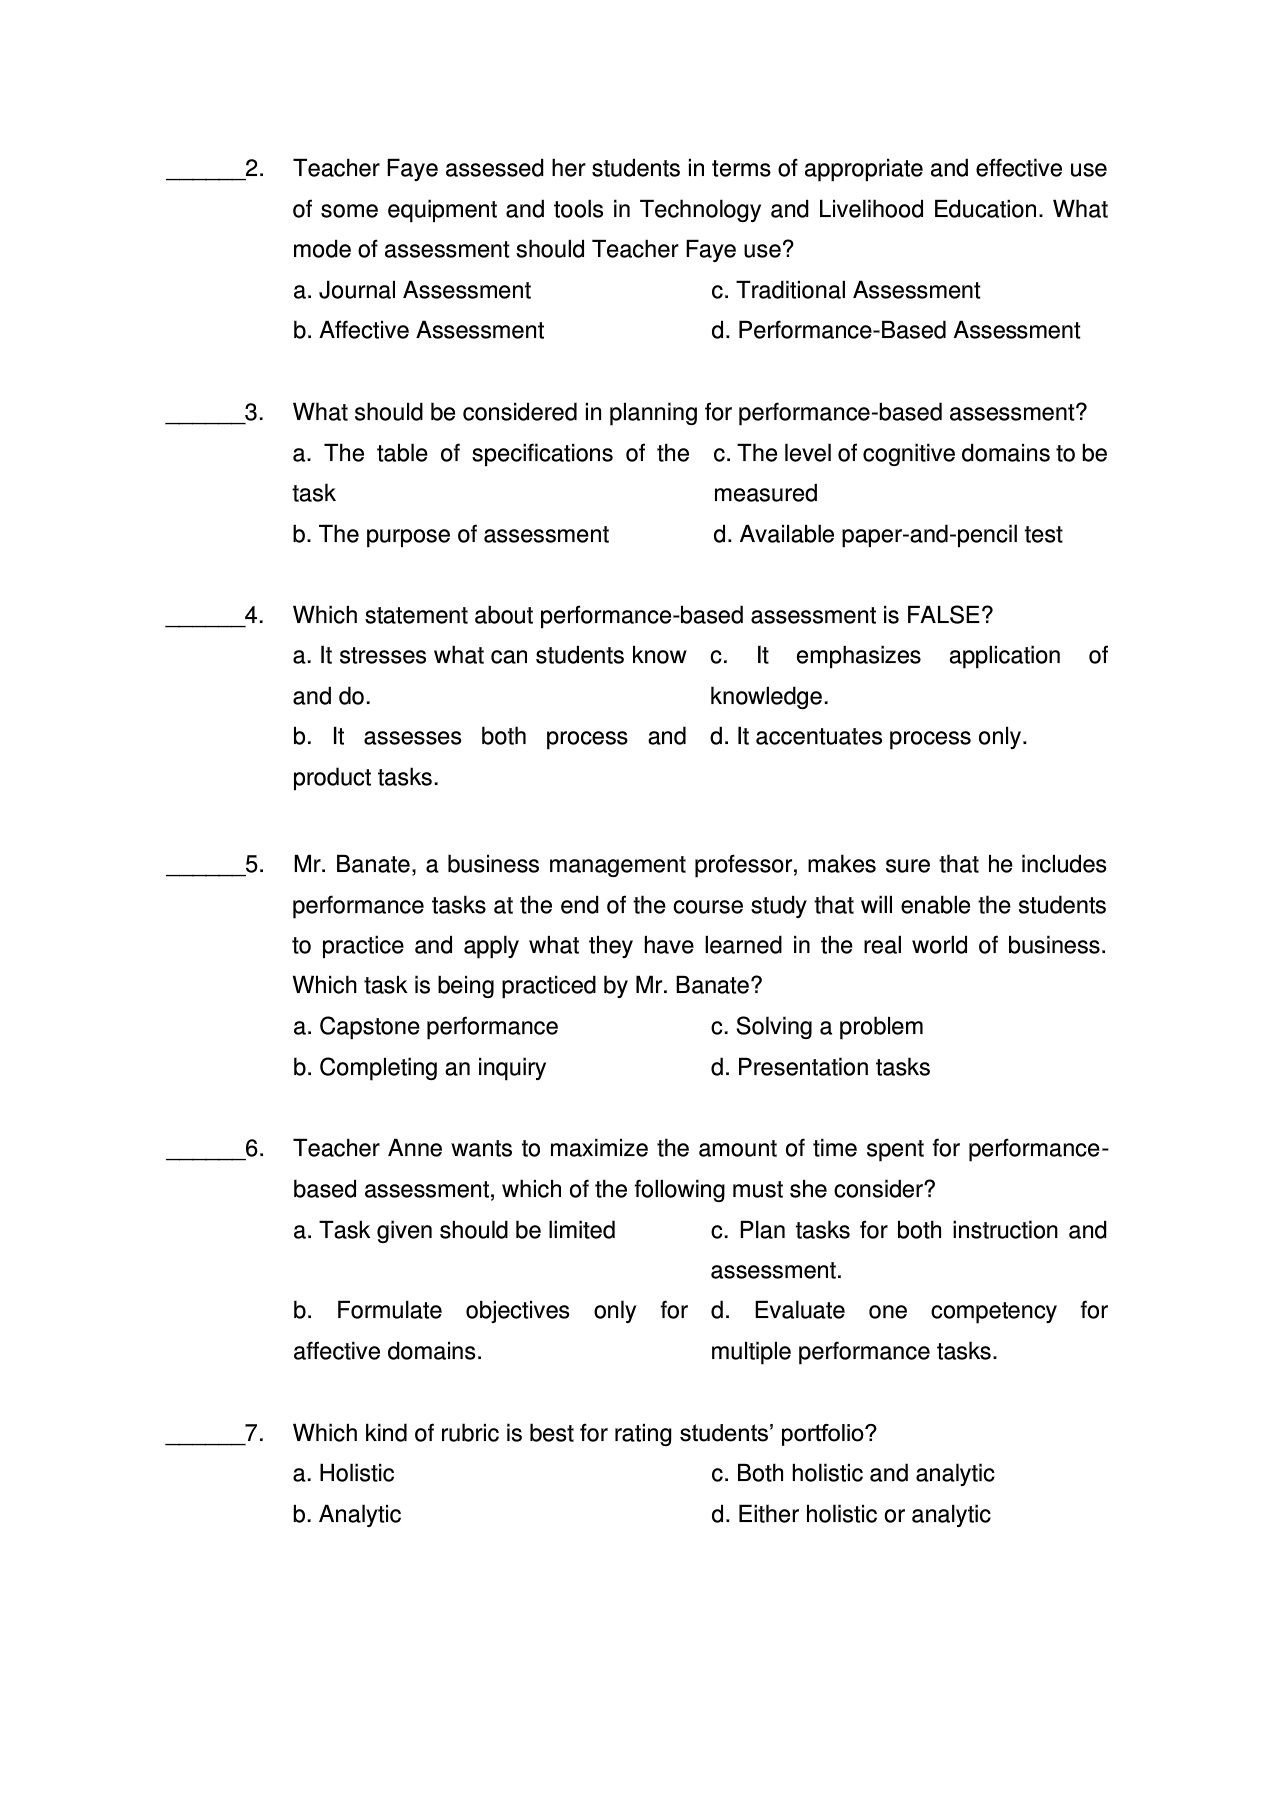 ______2. Teacher Faye assessed her students in terms of appropriate and effective use
of some equipment and tools in Technology and Livelihood Education. What
mode of assessment should Teacher Faye use?
a. Journal Assessment c. Traditional Assessment
b. Affective Assessment d. Performance-Based Assessment
______3. What should be considered in planning for performance-based assessment?
a. The table of specifications of the c. The level of cognitive domains to be
task measured
b. The purpose of assessment d. Available paper-and-pencil test
______4. Which statement about performance-based assessment is FALSE?
a. It stresses what can students know c. It emphasizes application of
and do. knowledge.
b. It assesses both process and d. It accentuates process only.
product tasks.
______5. Mr. Banate, a business management professor, makes sure that he includes
performance tasks at the end of the course study that will enable the students
to practice and apply what they have learned in the real world of business.
Which task is being practiced by Mr. Banate?
a. Capstone performance c. Solving a problem
b. Completing an inquiry d. Presentation tasks
______6. Teacher Anne wants to maximize the amount of time spent for performance-
based assessment, which of the following must she consider?
a. Task given should be limited c. Plan tasks for both instruction and
assessment.
b. Formulate objectives only for d. Evaluate one competency for
affective domains. multiple performance tasks.
______7. Which kind of rubric is best for rating students’ portfolio?
a. Holistic c. Both holistic and analytic
b. Analytic d. Either holistic or analytic